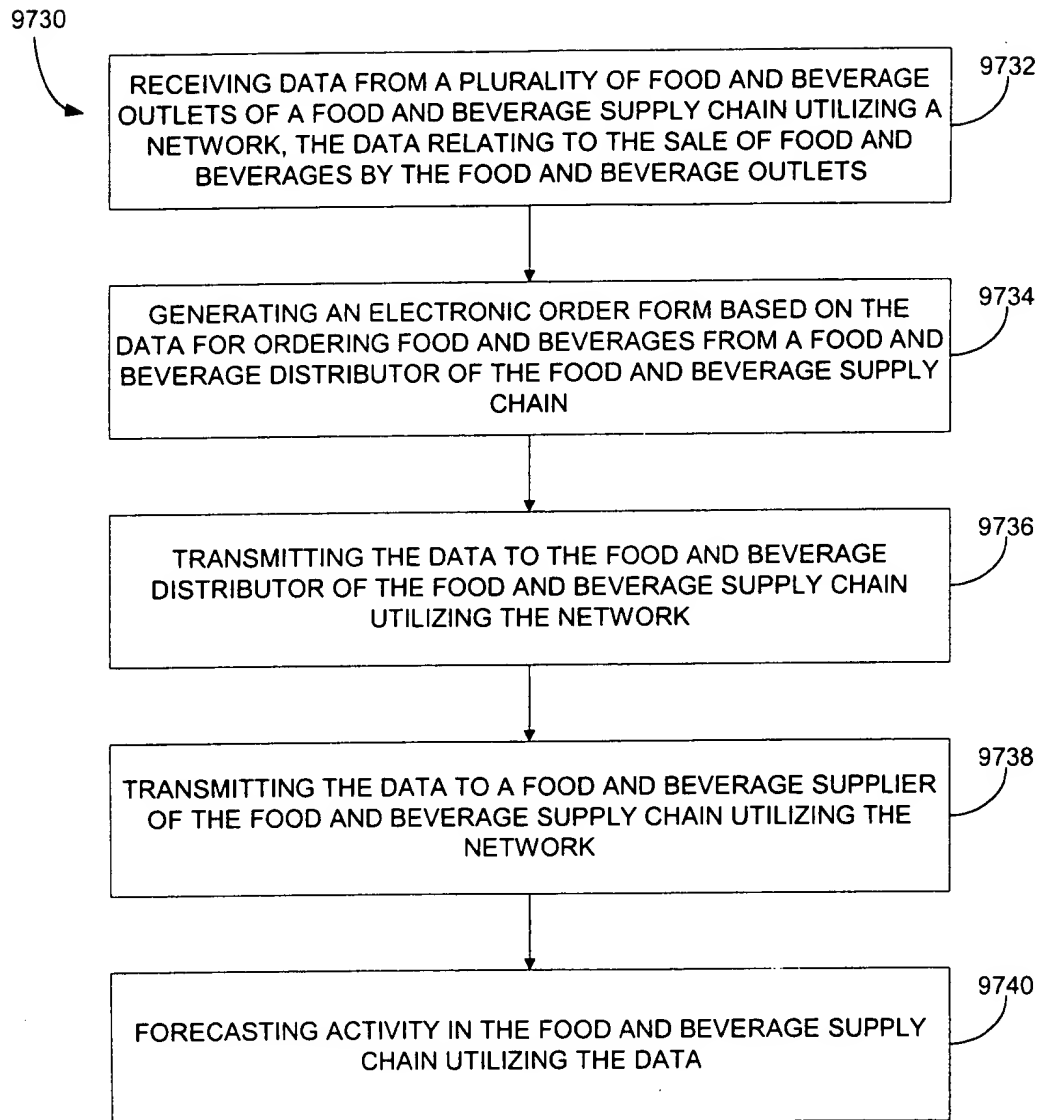 9730
RECEIVING DATA FROM A PLURALITY OF FOOD AND BEVERAGE
OUTLETS OF A FOOD AND BEVERAGE SUPPLY CHAIN UTILIZING A
NETWORK, THE DATA RELATING TO THE SALE OF FOOD AND
BEVERAGES BY THE FOOD AND BEVERAGE OUTLETS
9732
GENERATING AN ELECTRONIC ORDER FORM BASED ON THE
DATA FOR ORDERING FOOD AND BEVERAGES FROM A FOOD AND
BEVERAGE DISTRIBUTOR OF THE FOOD AND BEVERAGE SUPPLY
CHAIN
9734
TRANSMITTING THE DATA TO THE FOOD AND BEVERAGE
DISTRIBUTOR OF THE FOOD AND BEVERAGE SUPPLY CHAIN
UTILIZING THE NETWORK
9736
TRANSMITTING THE DATA TO A FOOD AND BEVERAGE SUPPLIER
OF THE FOOD AND BEVERAGE SUPPLY CHAIN UTILIZING THE
NETWORK
9738
FORECASTING ACTIVITY IN THE FOOD AND BEVERAGE SUPPLY
CHAIN UTILIZING THE DATA
9740